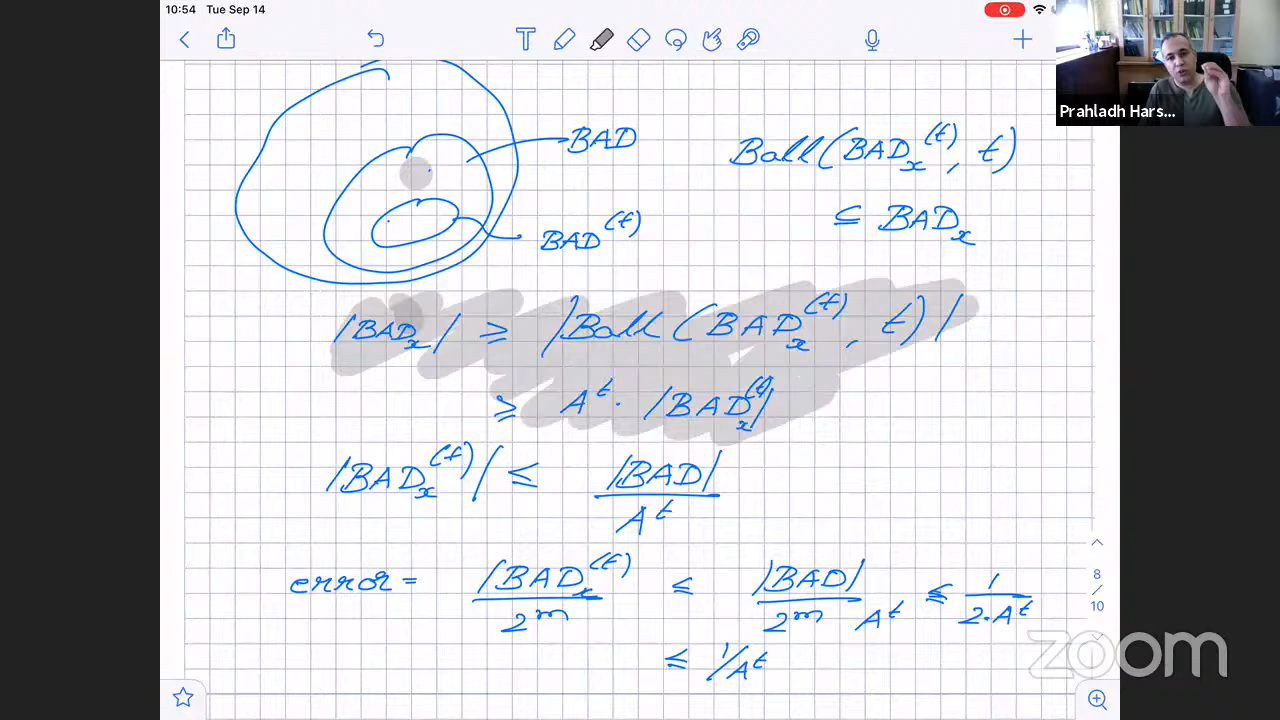 10:54 Tue Sep 14
Prahladh Hars...
BAD
BAD^(t)
Ball(BAD_x^(t), t)
⊆ BAD_x
|BAD_x| ≥ |Ball(BAD_x^(t), t)|
≥ A^t · |BAD_x^(t)|
|BAD_x^(t)| ≤ |BAD| / A^t
error = |BAD_x^(t)| / 2^m ≤ |BAD| / 2^m A^t ≤ 1 / 2·A^t
≤ 1/A^t
8
/
10
zoom